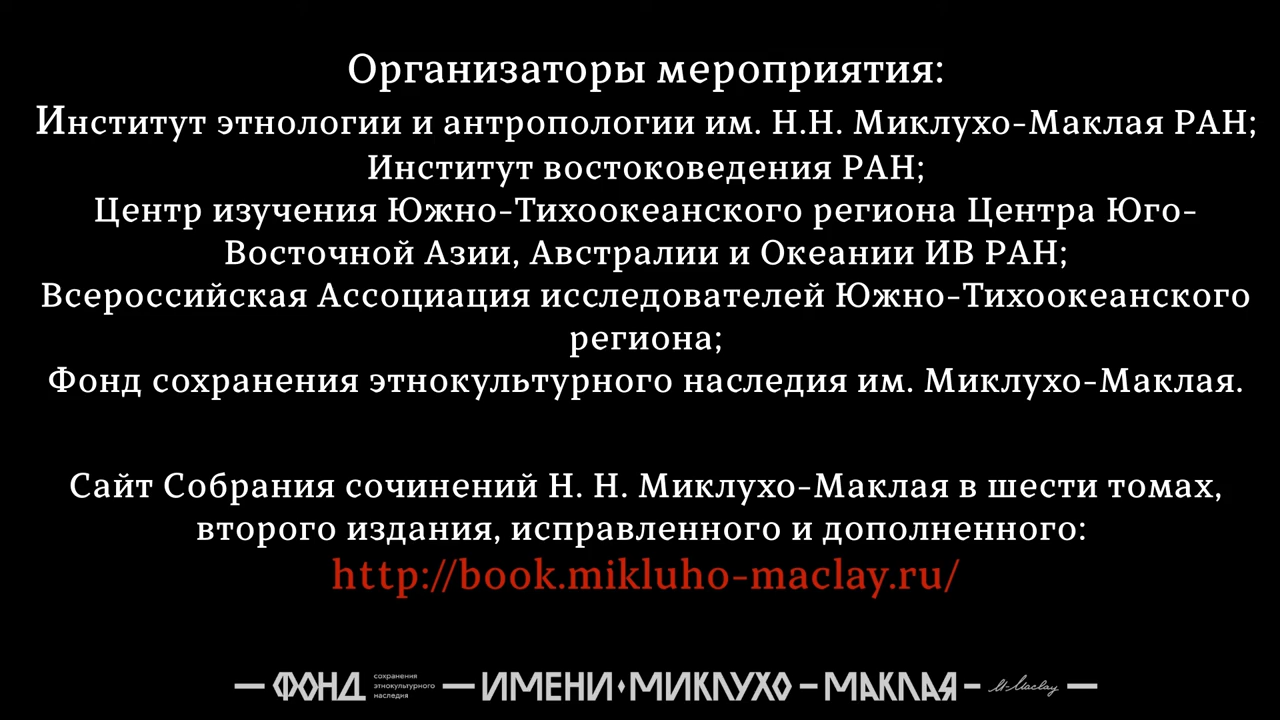 Организаторы мероприятия:
Институт этнологии и антропологии им. Н.Н. Миклухо-Маклая РАН;
Институт востоковедения РАН;
Центр изучения Южно-Тихоокеанского региона Центра Юго-
Восточной Азии, Австралии и Океании ИВ РАН;
Всероссийская Ассоциация исследователей Южно-Тихоокеанского
региона;
Фонд сохранения этнокультурного наследия им. Миклухо-Маклая.
Сайт Собрания сочинений Н. Н. Миклухо-Маклая в шести томах,
второго издания, исправленного и дополненного:
http://book.mikluho-maclay.ru/
— ФОНД сохранения этнокультурного наследия — ИМЕНИ·МИКЛУХО – МАКЛАЯ – N-Maclay —